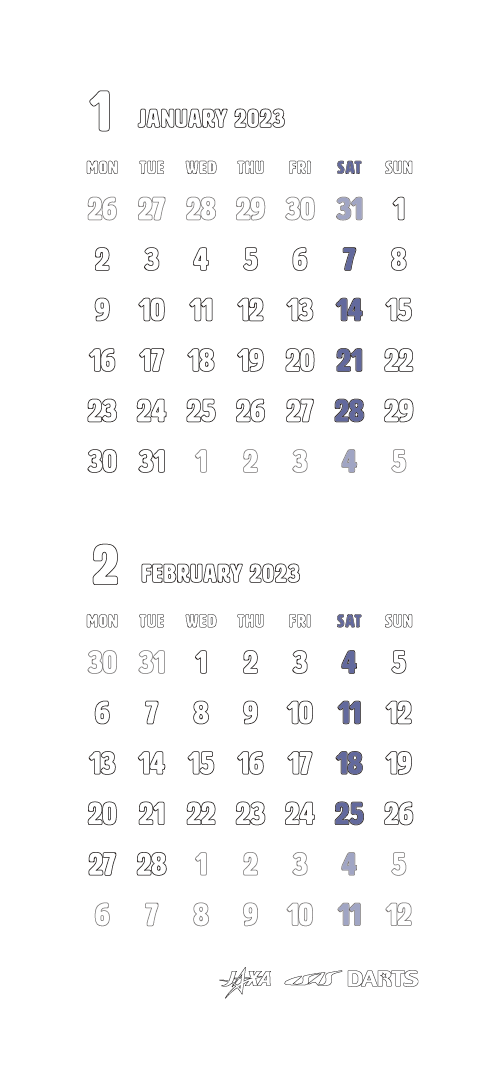 1 JANUARY 2023
MON TUE WED THU FRI SAT SUN
26 27 28 29 30 31 1
2 3 4 5 6 7 8
9 10 11 12 13 14 15
16 17 18 19 20 21 22
23 24 25 26 27 28 29
30 31 1 2 3 4 5
2 FEBRUARY 2023
MON TUE WED THU FRI SAT SUN
30 31 1 2 3 4 5
6 7 8 9 10 11 12
13 14 15 16 17 18 19
20 21 22 23 24 25 26
27 28 1 2 3 4 5
6 7 8 9 10 11 12
JAXA ISAS DARTS